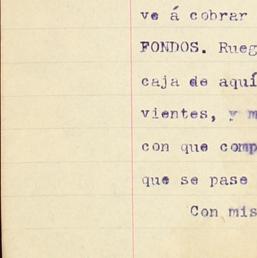 ve á cobrar
FONDOS. Rueg
caja de aquí
vientes, y m
con que comp
que se pase
Con mis